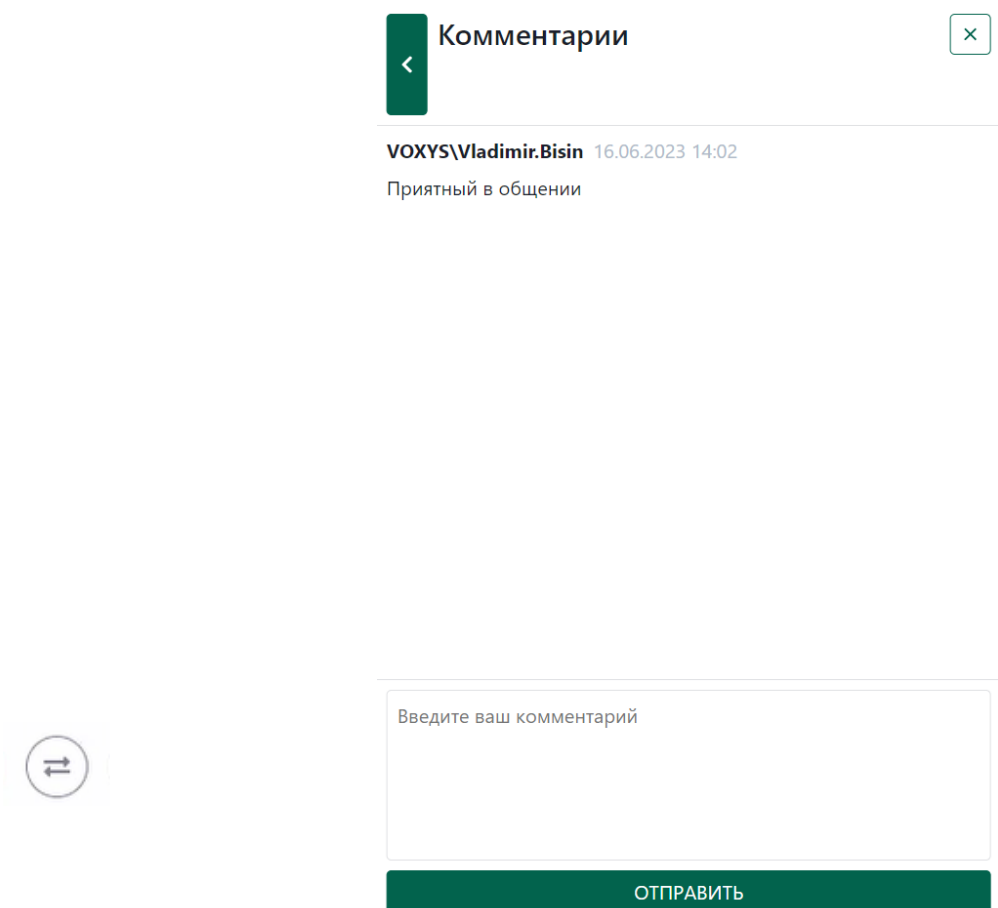 Комментарии
VOXYS\Vladimir.Bisin 16.06.2023 14:02
Приятный в общении
Введите ваш комментарий
ОТПРАВИТЬ